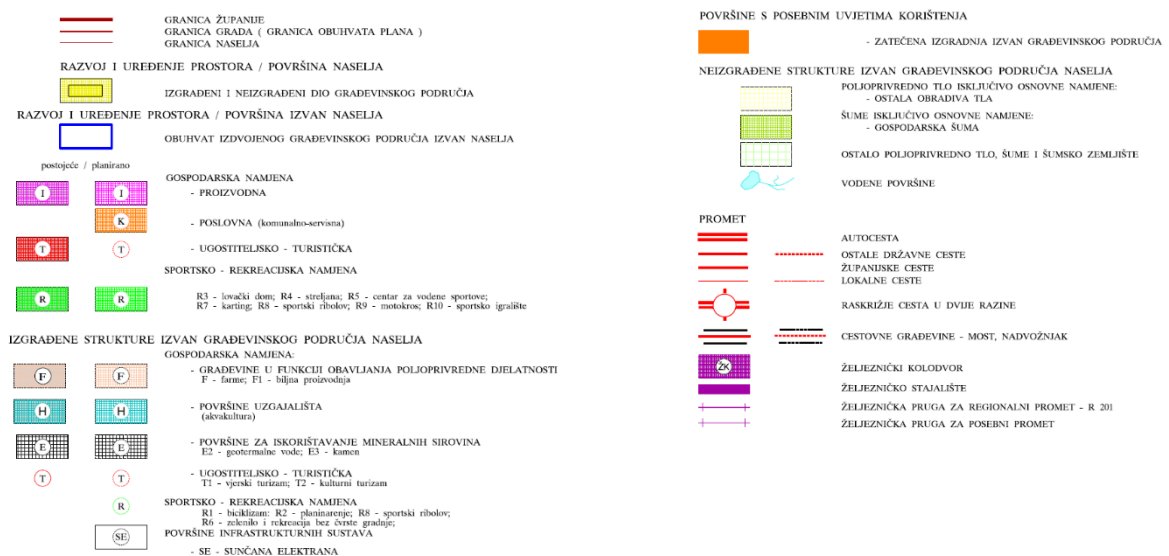 GRANICA ŽUPANIJE
GRANICA GRADA ( GRANICA OBUHVATA PLANA )
GRANICA NASELJA
RAZVOJ I UREĐENJE PROSTORA / POVRŠINA NASELJA
IZGRAĐENI I NEIZGRAĐENI DIO GRAĐEVINSKOG PODRUČJA
RAZVOJ I UREĐENJE PROSTORA / POVRŠINA IZVAN NASELJA
OBUHVAT IZDVOJENOG GRAĐEVINSKOG PODRUČJA IZVAN NASELJA
postojeće / planirano
GOSPODARSKA NAMJENA
I I - PROIZVODNA
K - POSLOVNA (komunalno-servisna)
T T - UGOSTITELJSKO - TURISTIČKA
SPORTSKO - REKREACIJSKA NAMJENA
R R R3 - lovački dom; R4 - streljana; R5 - centar za vodene sportove;
R7 - karting; R8 - sportski ribolov; R9 - motokros; R10 - sportsko igralište
IZGRAĐENE STRUKTURE IZVAN GRAĐEVINSKOG PODRUČJA NASELJA
GOSPODARSKA NAMJENA:
F F - GRAĐEVINE U FUNKCIJI OBAVLJANJA POLJOPRIVREDNE DJELATNOSTI
F - farme; F1 - biljna proizvodnja
H H - POVRŠINE UZGAJALIŠTA
(akvakultura)
E E - POVRŠINE ZA ISKORIŠTAVANJE MINERALNIH SIROVINA
E2 - geotermalne vode; E3 - kamen
T T - UGOSTITELJSKO - TURISTIČKA
T1 - vjerski turizam; T2 - kulturni turizam
R SPORTSKO - REKREACIJSKA NAMJENA
R1 - biciklizam: R2 - planinarenje; R8 - sportski ribolov;
R6 - zelenilo i rekreacija bez čvrste gradnje;
POVRŠINE INFRASTRUKTURNIH SUSTAVA
SE - SE - SUNČANA ELEKTRANA
POVRŠINE S POSEBNIM UVJETIMA KORIŠTENJA
- ZATEČENA IZGRADNJA IZVAN GRAĐEVINSKOG PODRUČJA
NEIZGRAĐENE STRUKTURE IZVAN GRAĐEVINSKOG PODRUČJA NASELJA
POLJOPRIVREDNO TLO ISKLJUČIVO OSNOVNE NAMJENE:
- OSTALA OBRADIVA TLA
ŠUME ISKLJUČIVO OSNOVNE NAMJENE:
- GOSPODARSKA ŠUMA
OSTALO POLJOPRIVREDNO TLO, ŠUME I ŠUMSKO ZEMLJIŠTE
VODENE POVRŠINE
PROMET
AUTOCESTA
OSTALE DRŽAVNE CESTE
ŽUPANIJSKE CESTE
LOKALNE CESTE
RASKRIŽJE CESTA U DVIJE RAZINE
CESTOVNE GRAĐEVINE - MOST, NADVOŽNJAK
ŽK ŽELJEZNIČKI KOLODVOR
ŽELJEZNIČKO STAJALIŠTE
ŽELJEZNIČKA PRUGA ZA REGIONALNI PROMET - R 201
ŽELJEZNIČKA PRUGA ZA POSEBNI PROMET